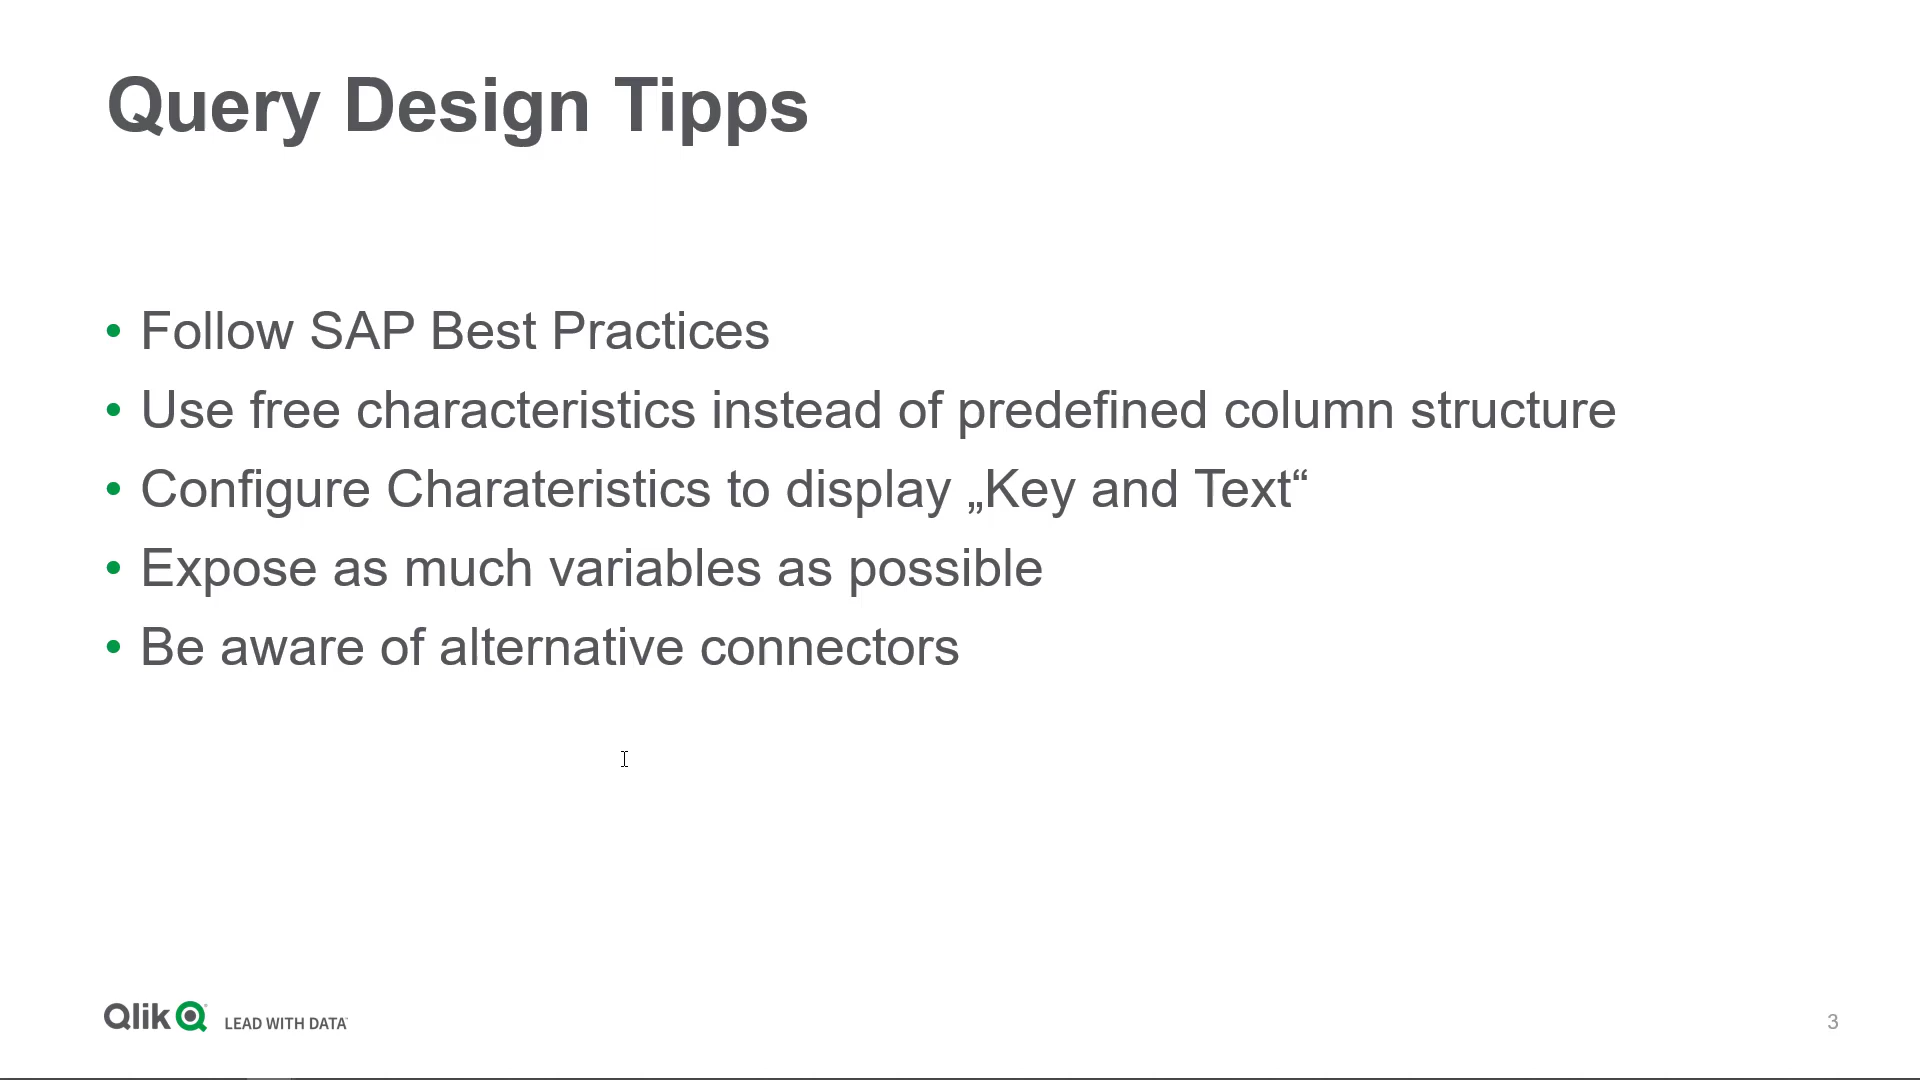 Query Design Tipps
• Follow SAP Best Practices
• Use free characteristics instead of predefined column structure
• Configure Charateristics to display „Key and Text“
• Expose as much variables as possible
• Be aware of alternative connectors
Qlik LEAD WITH DATA
3